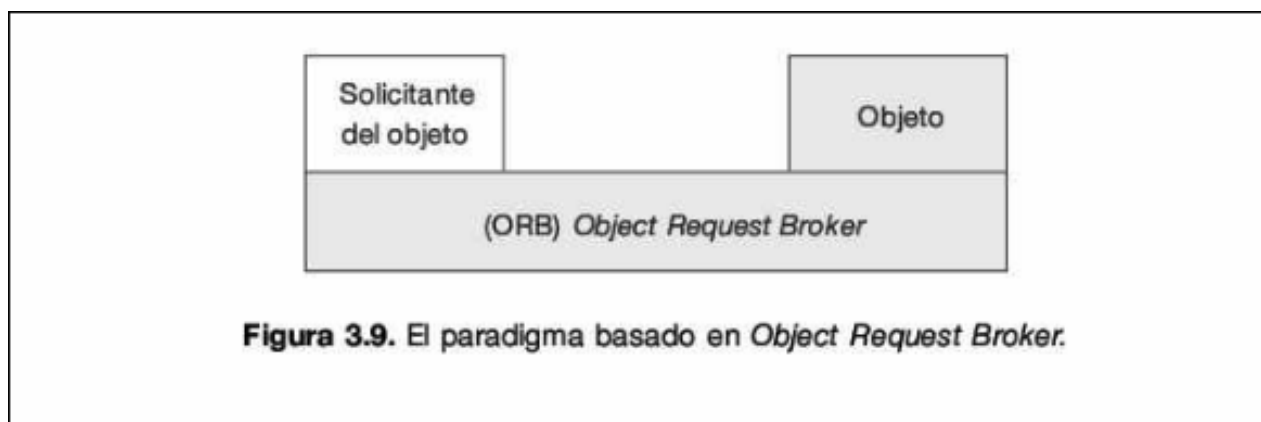 Solicitante
del objeto
Objeto
(ORB) Object Request Broker
Figura 3.9. El paradigma basado en Object Request Broker.